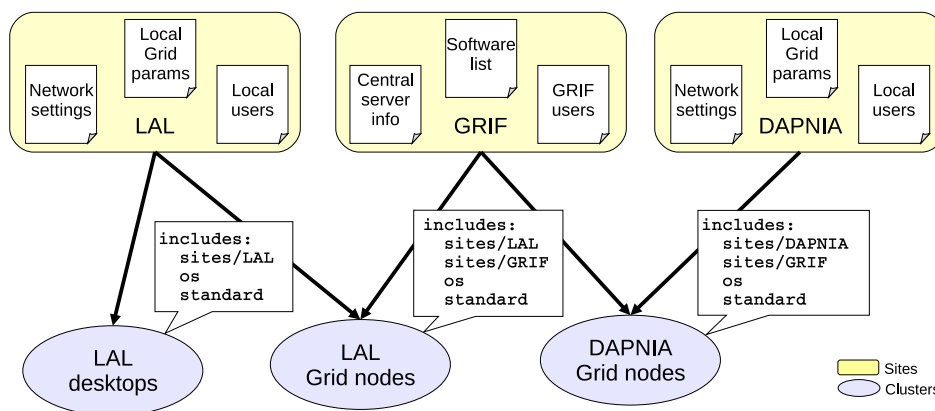 Local
Grid
params
Network
settings
Local
users
LAL
Software
list
Central
server
info
GRIF
users
GRIF
Local
Grid
params
Network
settings
Local
users
DAPNIA
includes:
sites/LAL
os
standard
includes:
sites/LAL
sites/GRIF
os
standard
includes:
sites/DAPNIA
sites/GRIF
os
standard
LAL
desktops
LAL
Grid nodes
DAPNIA
Grid nodes
Sites
Clusters